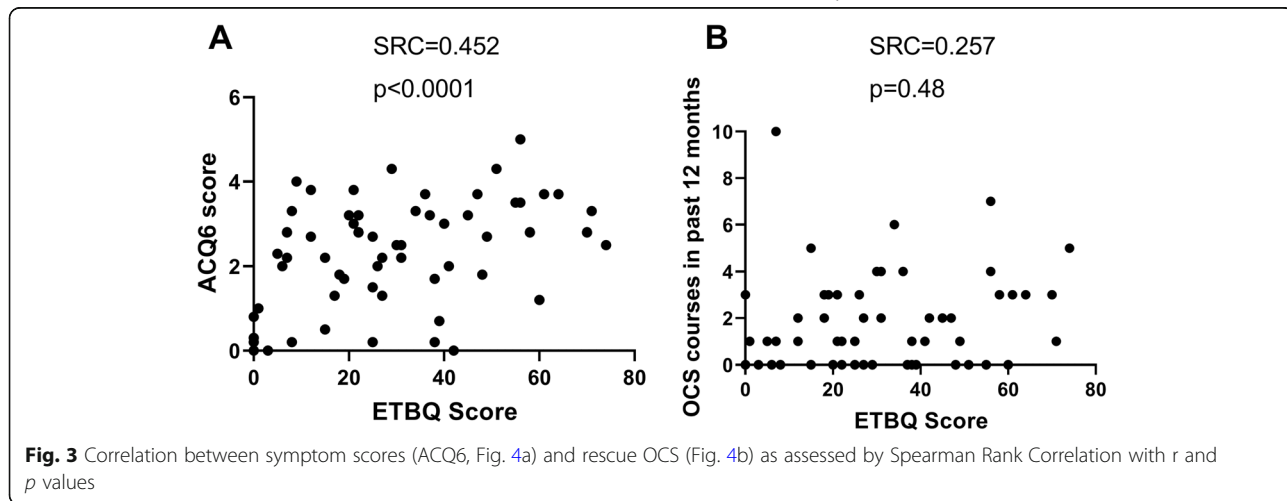 A
SRC=0.452
p<0.0001
ACQ6 score
6
4
2
0
0 20 40 60 80
ETBQ Score
B
SRC=0.257
p=0.48
OCS courses in past 12 months
10
8
6
4
2
0
0 20 40 60 80
ETBQ Score
Fig. 3 Correlation between symptom scores (ACQ6, Fig. 4a) and rescue OCS (Fig. 4b) as assessed by Spearman Rank Correlation with r and
p values